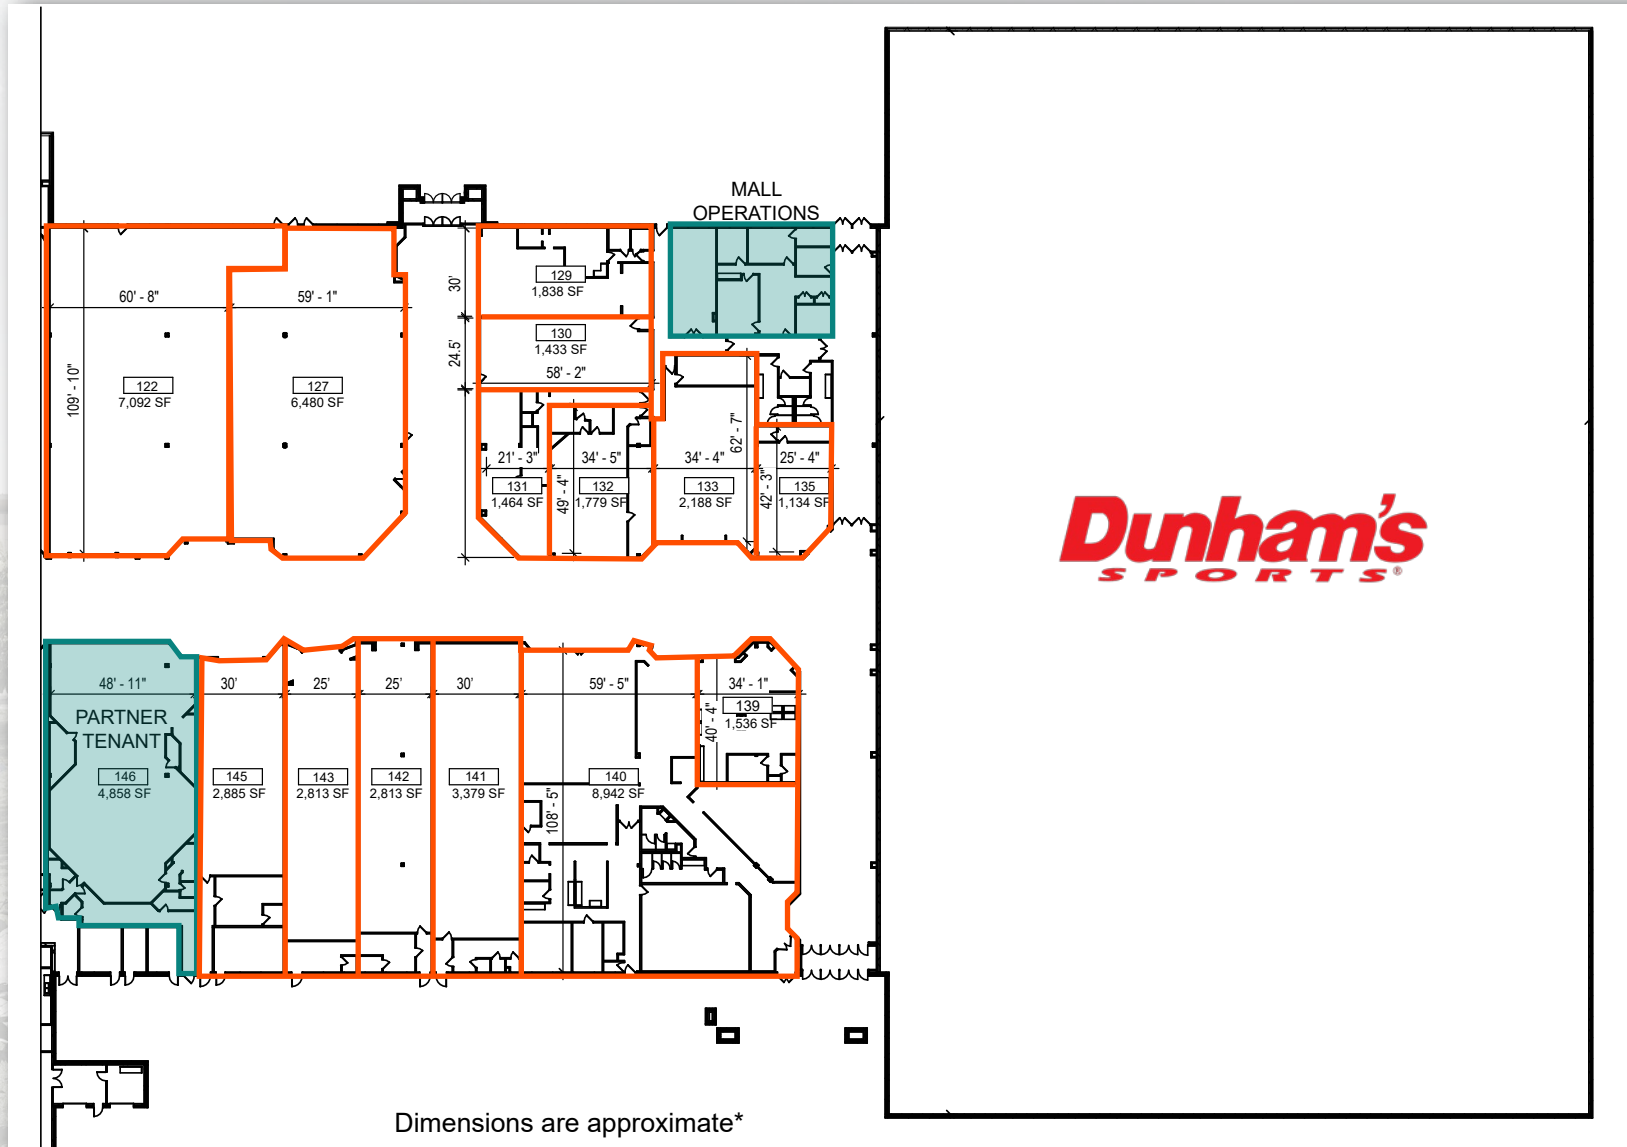 MALL
OPERATIONS
129
1,838 SF
30'
60' - 8"
59' - 1"
130
1,433 SF
24.5'
58' - 2"
109' - 10"
122
7,092 SF
127
6,480 SF
62' - 7"
21' - 3"
34' - 5"
34' - 4"
25' - 4"
131
1,464 SF
49' - 4"
132
1,779 SF
133
2,188 SF
42' - 3"
135
1,134 SF
Dunham's
SPORTS®
48' - 11"
30'
25'
25'
30'
59' - 5"
34' - 1"
PARTNER
TENANT
139
1,536 SF
40' - 4"
146
4,858 SF
145
2,885 SF
143
2,813 SF
142
2,813 SF
141
3,379 SF
140
8,942 SF
108' - 5"
Dimensions are approximate*